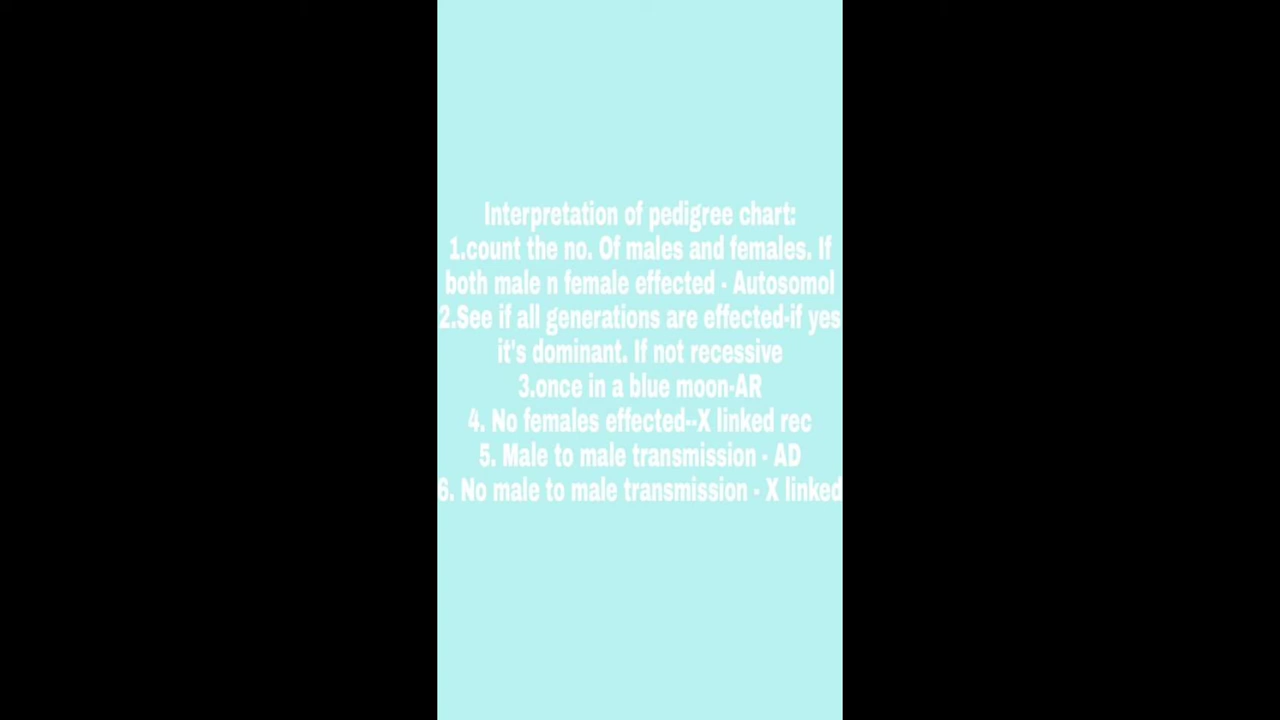 Interpretation of pedigree chart:
1.count the no. Of males and females. If
both male n female effected - Autosomol
2.See if all generations are effected-if yes
it's dominant. If not recessive
3.once in a blue moon-AR
4. No females effected--X linked rec
5. Male to male transmission - AD
6. No male to male transmission - X linked